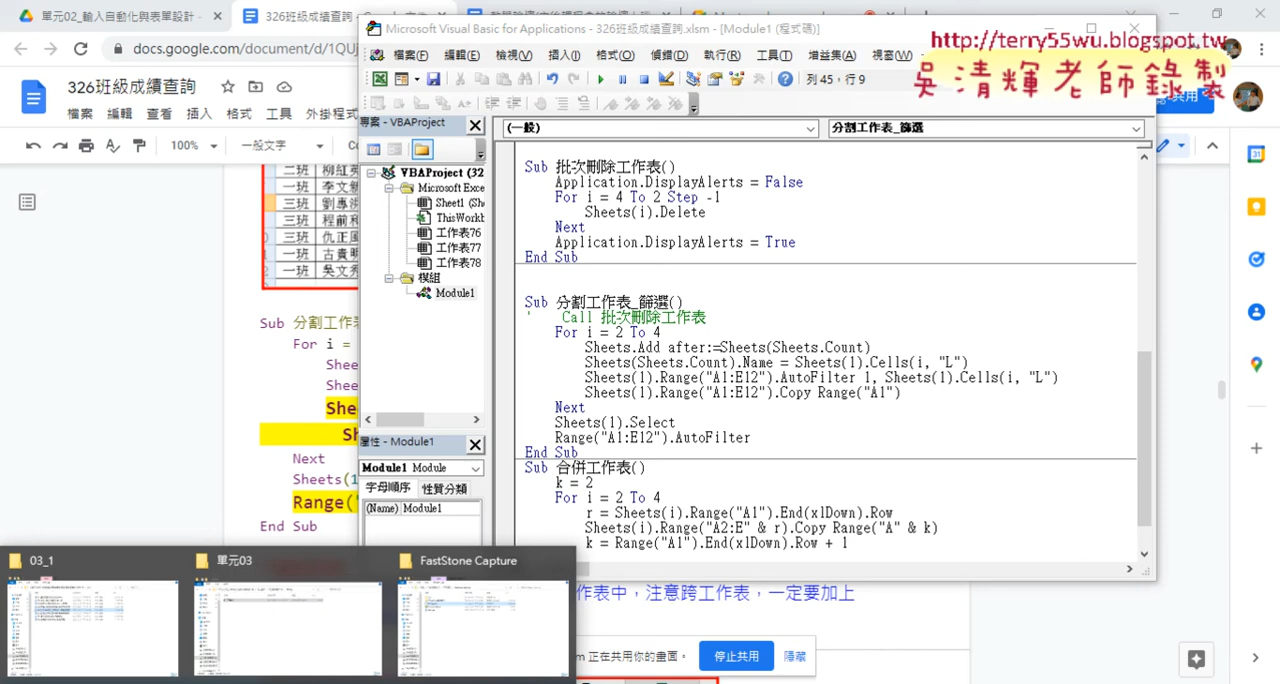 單元02_輸入自動化與表單設計 -
326班級成績查詢
Microsoft Visual Basic for Applications - 326班級成績查詢.xlsm - [Module1 (程式碼)]
http://terry55wu.blogspot.tw
吳清輝老師錄製
docs.google.com/document/d/1QUj
檔案(F) 編輯(E) 檢視(V) 插入(I) 格式(O) 偵錯(D) 執行(R) 工具(T) 增益集(A) 視窗(W)
列 45，行 9
326班級成績查詢
檔案 編輯 查看 插入 格式 工具 外掛程式
100% 一般文字
專案 - VBAProject
(一般)
分割工作表_篩選
VBAProject (32
Microsoft Exce
Sheet1 (She
ThisWorkb
工作表76
工作表77
工作表78
模組
Module1
屬性 - Module1
Module1 Module
字母順序 性質分類
(Name) Module1
Sub 批次刪除工作表()
Application.DisplayAlerts = False
For i = 4 To 2 Step -1
Sheets(i).Delete
Next
Application.DisplayAlerts = True
End Sub
Sub 分割工作表_篩選()
' Call 批次刪除工作表
For i = 2 To 4
Sheets.Add after:=Sheets(Sheets.Count)
Sheets(Sheets.Count).Name = Sheets(1).Cells(i, "L")
Sheets(1).Range("A1:E12").AutoFilter 1, Sheets(1).Cells(i, "L")
Sheets(1).Range("A1:E12").Copy Range("A1")
Next
Sheets(1).Select
Range("A1:E12").AutoFilter
End Sub
Sub 合併工作表()
k = 2
For i = 2 To 4
r = Sheets(i).Range("A1").End(xlDown).Row
Sheets(i).Range("A2:E" & r).Copy Range("A" & k)
k = Range("A1").End(xlDown).Row + 1
三班 柳紅英
一班 李文
三班 劉專
三班 程前
三班 仇正國
一班 古貴明
一班 吳文秀
Sub 分割工作表
For i =
Shee
Shee
She
Sh
Next
Sheets(1
Range("
End Sub
03_1
單元03
FastStone Capture
作表中，注意跨工作表，一定要加上
正在共用你的畫面。
停止共用
隱藏